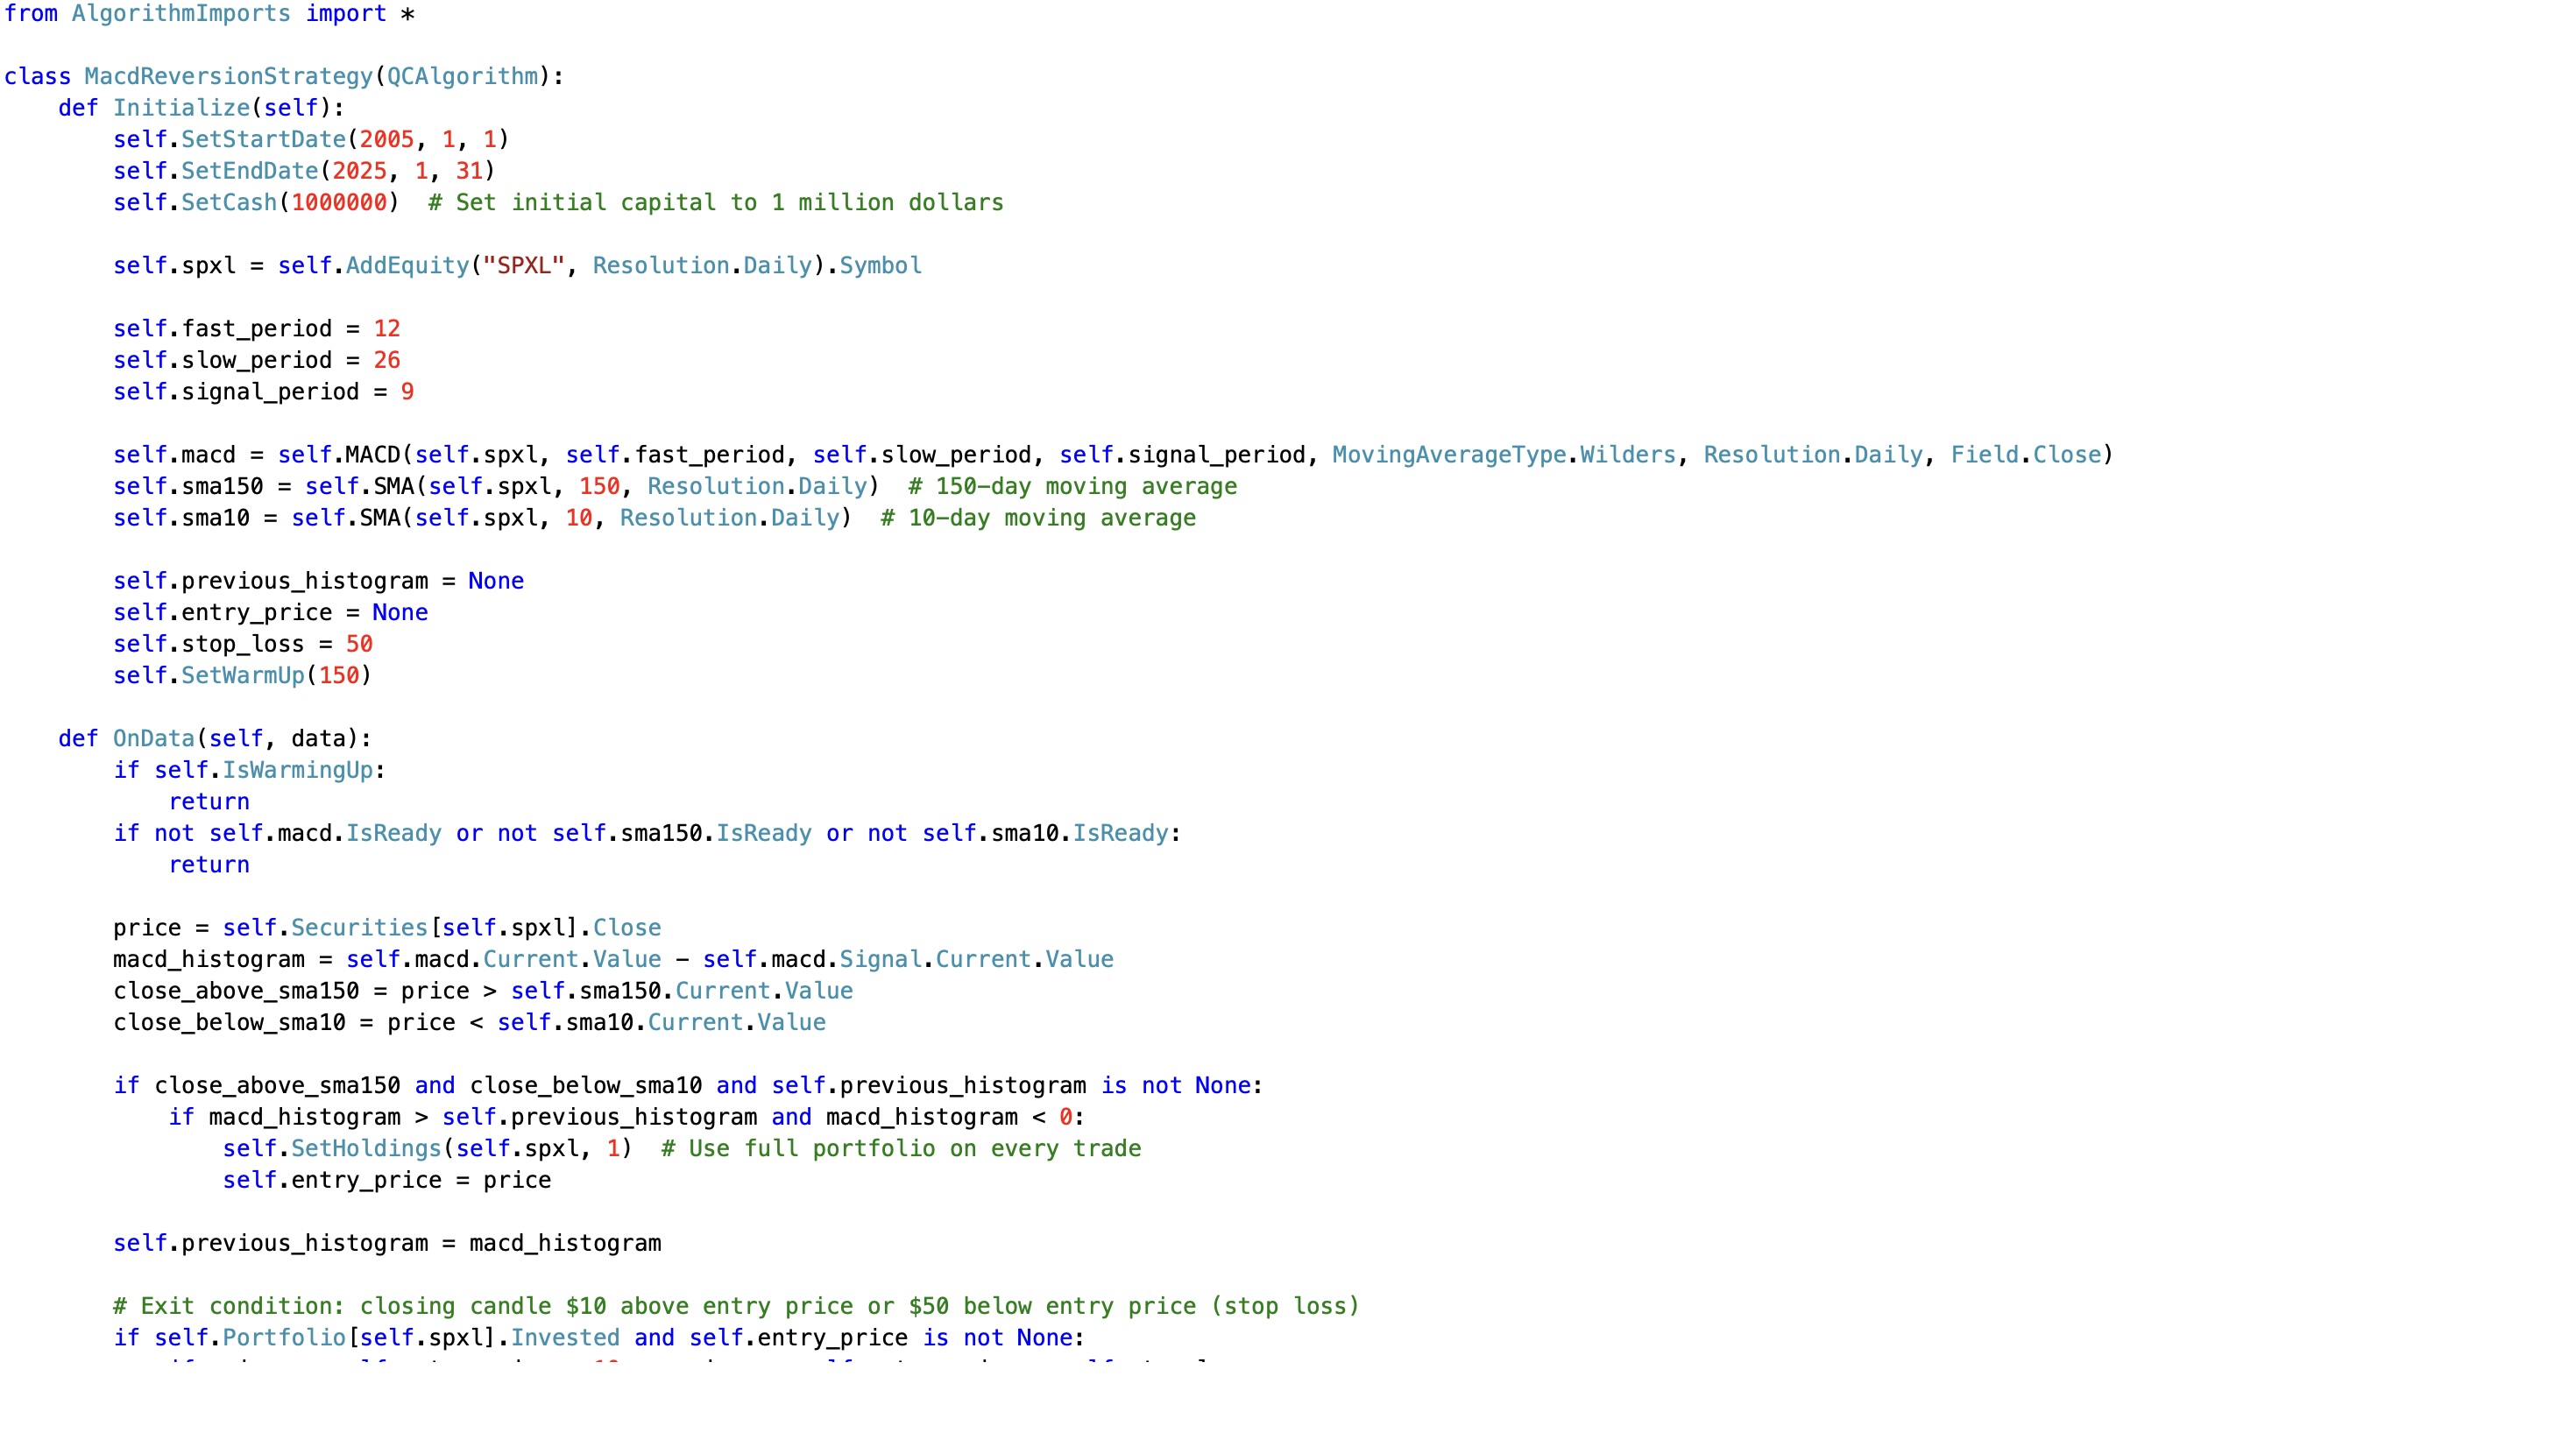 from AlgorithmImports import *
class MacdReversionStrategy(QCAlgorithm):
def Initialize(self):
self.SetStartDate(2005, 1, 1)
self.SetEndDate(2025, 1, 31)
self.SetCash(1000000)  # Set initial capital to 1 million dollars
self.spxl = self.AddEquity("SPXL", Resolution.Daily).Symbol
self.fast_period = 12
self.slow_period = 26
self.signal_period = 9
self.macd = self.MACD(self.spxl, self.fast_period, self.slow_period, self.signal_period, MovingAverageType.Wilders, Resolution.Daily, Field.Close)
self.sma150 = self.SMA(self.spxl, 150, Resolution.Daily)  # 150-day moving average
self.sma10 = self.SMA(self.spxl, 10, Resolution.Daily)  # 10-day moving average
self.previous_histogram = None
self.entry_price = None
self.stop_loss = 50
self.SetWarmUp(150)
def OnData(self, data):
if self.IsWarmingUp:
return
if not self.macd.IsReady or not self.sma150.IsReady or not self.sma10.IsReady:
return
price = self.Securities[self.spxl].Close
macd_histogram = self.macd.Current.Value - self.macd.Signal.Current.Value
close_above_sma150 = price > self.sma150.Current.Value
close_below_sma10 = price < self.sma10.Current.Value
if close_above_sma150 and close_below_sma10 and self.previous_histogram is not None:
if macd_histogram > self.previous_histogram and macd_histogram < 0:
self.SetHoldings(self.spxl, 1)  # Use full portfolio on every trade
self.entry_price = price
self.previous_histogram = macd_histogram
# Exit condition: closing candle $10 above entry price or $50 below entry price (stop loss)
if self.Portfolio[self.spxl].Invested and self.entry_price is not None: